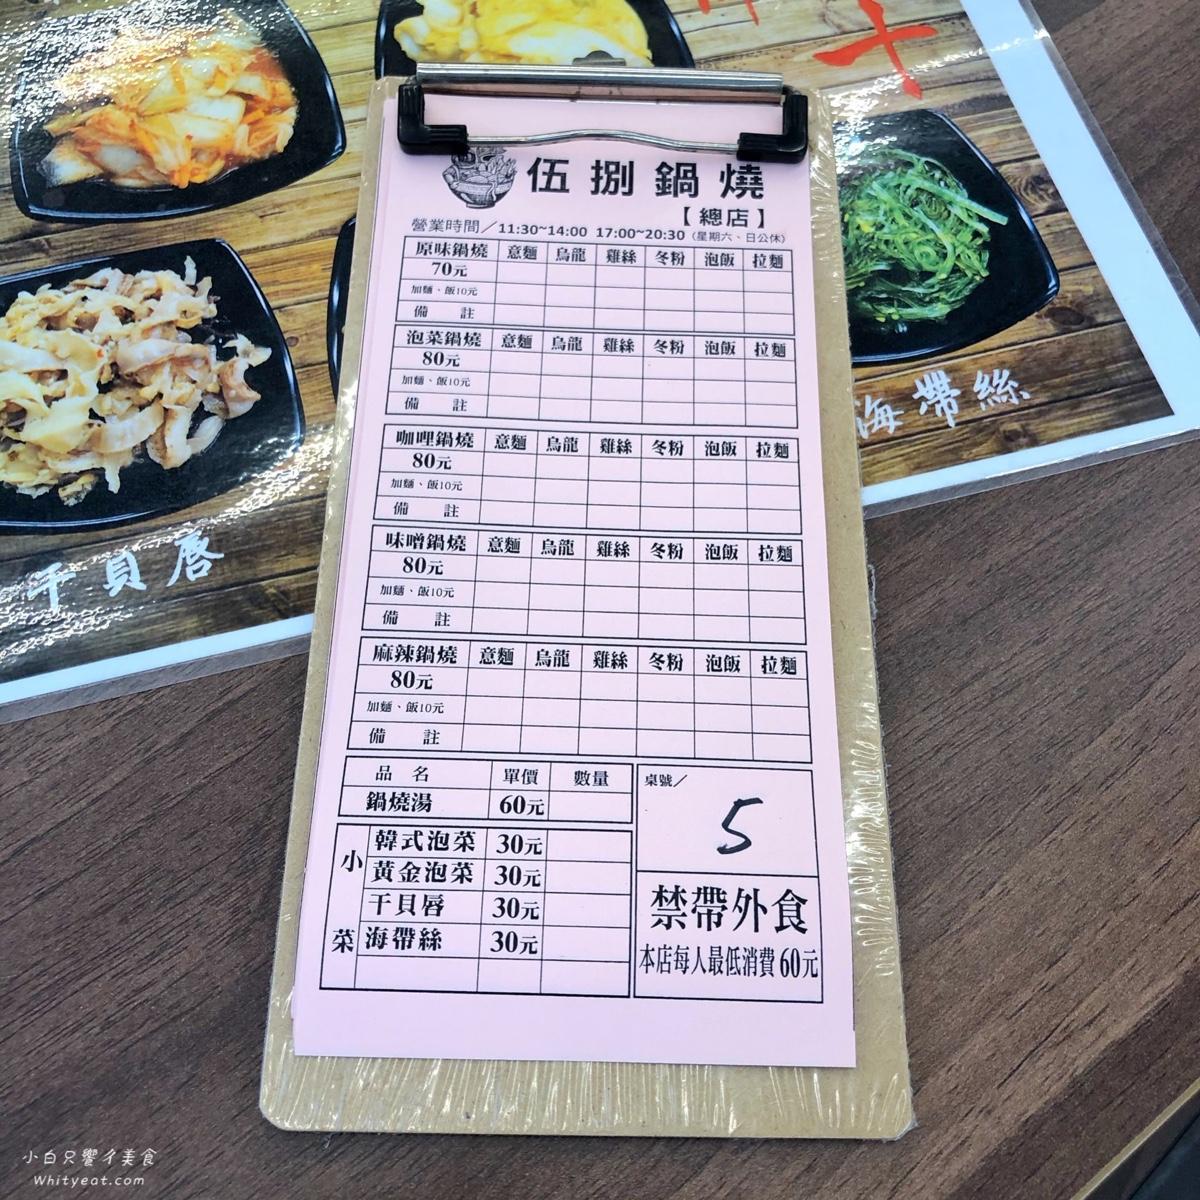 伍捌鍋燒
【總店】
營業時間／11:30~14:00 17:00~20:30（星期六、日公休）
原味鍋燒 意麵 烏龍 雞絲 冬粉 泡飯 拉麵
70元
加麵、飯10元
備 註
泡菜鍋燒 意麵 烏龍 雞絲 冬粉 泡飯 拉麵
80元
加麵、飯10元
備 註
咖哩鍋燒 意麵 烏龍 雞絲 冬粉 泡飯 拉麵
80元
加麵、飯10元
備 註
味噌鍋燒 意麵 烏龍 雞絲 冬粉 泡飯 拉麵
80元
加麵、飯10元
備 註
麻辣鍋燒 意麵 烏龍 雞絲 冬粉 泡飯 拉麵
80元
加麵、飯10元
備 註
品 名 單價 數量
鍋燒湯 60元
小菜
韓式泡菜 30元
黃金泡菜 30元
干貝唇 30元
海帶絲 30元
桌號／
5
禁帶外食
本店每人最低消費60元
海帶絲
干貝唇
小白只饗彳美食
Whityeat.com